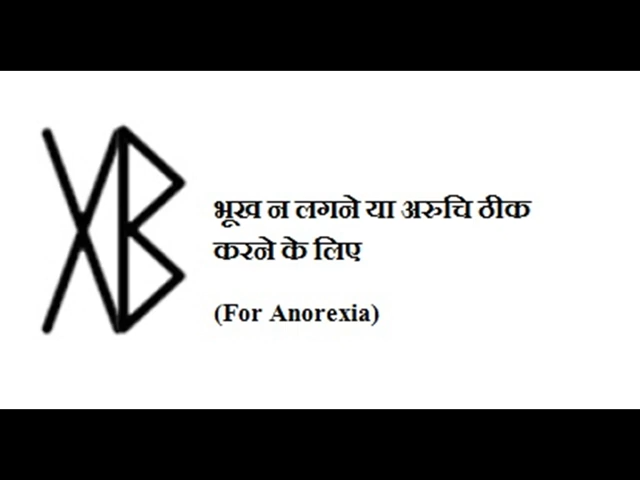 भूख न लगने या अरुचि ठीक
करने के लिए
(For Anorexia)